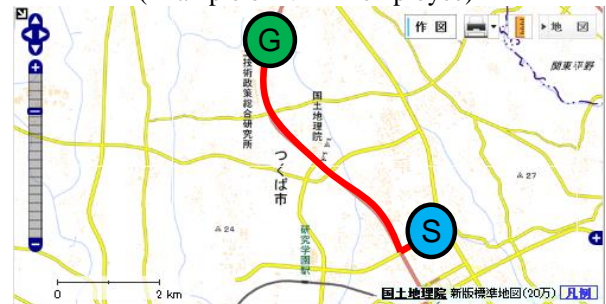 G
作 図
地 図
関東平野
技術政策総合研究所
国土地理院
つくば市
27
24
S
研究学園駅
0
2 km
国土地理院 新版標準地図(20万)
凡例